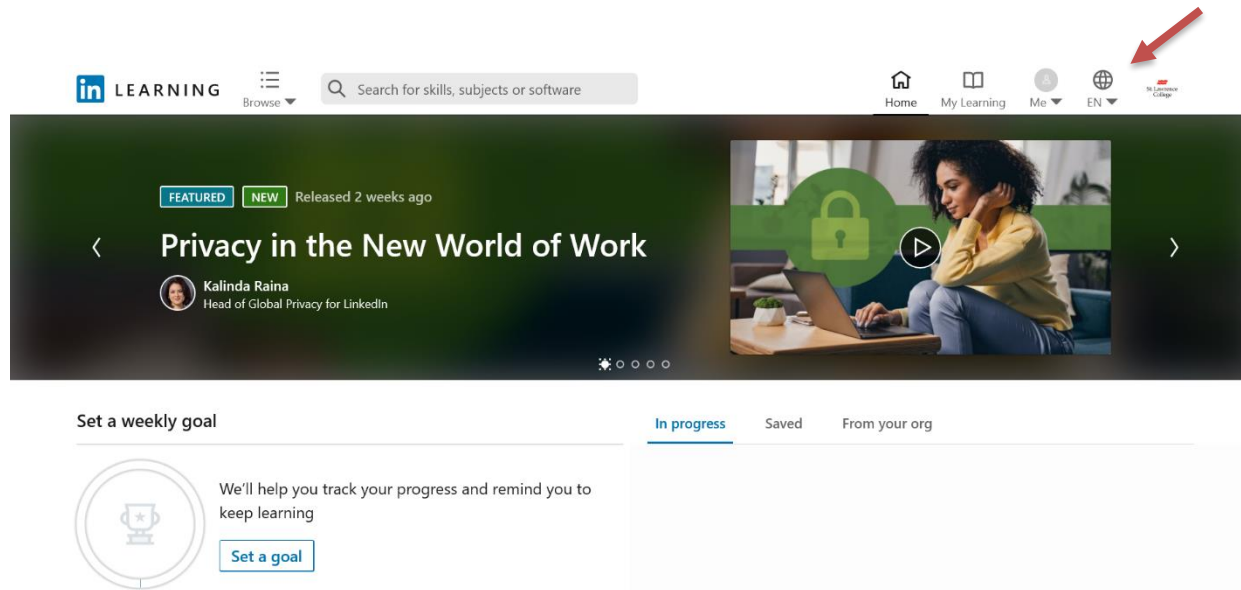 in LEARNING
Browse
Search for skills, subjects or software
Home
My Learning
Me
EN
St. Lawrence
College
FEATURED NEW Released 2 weeks ago
Privacy in the New World of Work
Kalinda Raina
Head of Global Privacy for LinkedIn
Set a weekly goal
In progress Saved From your org
We'll help you track your progress and remind you to
keep learning
Set a goal